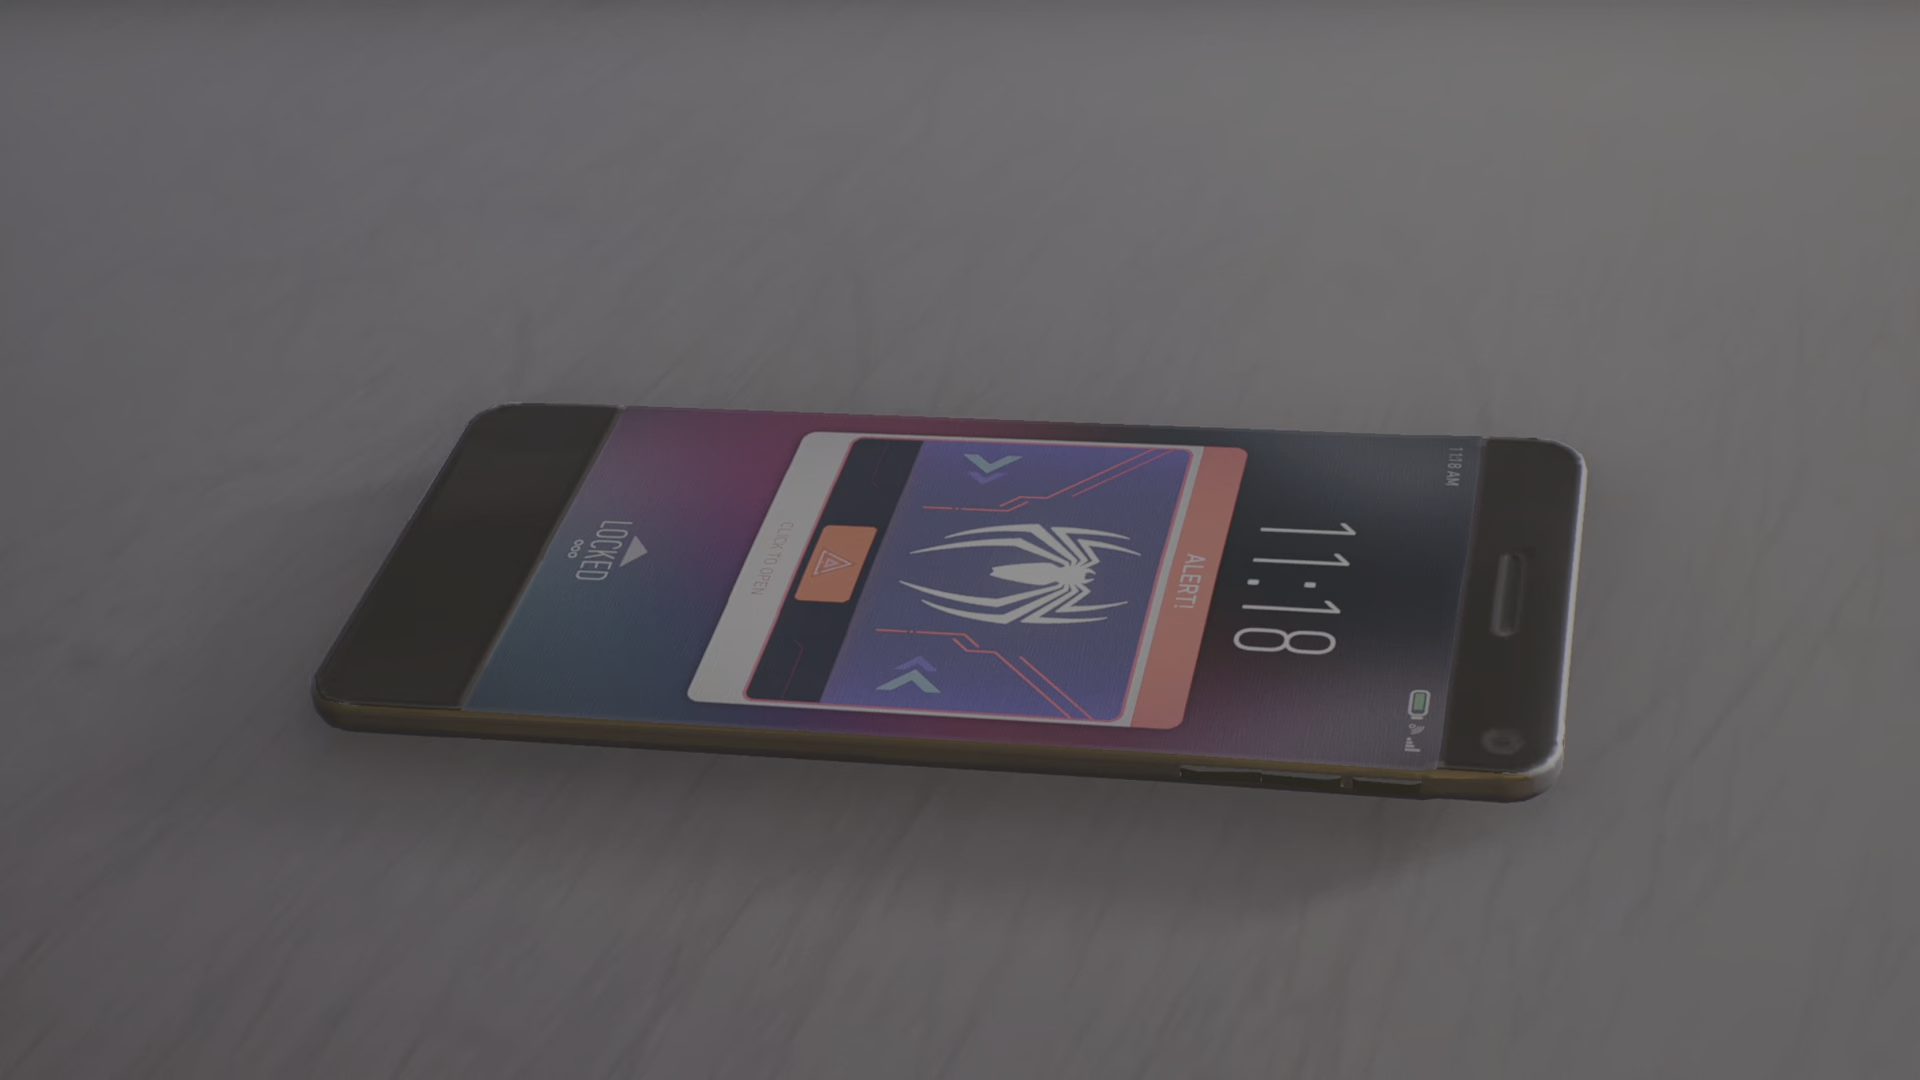 11:18 AM
11:18
ALERT!
CLICK TO OPEN
LOCKED